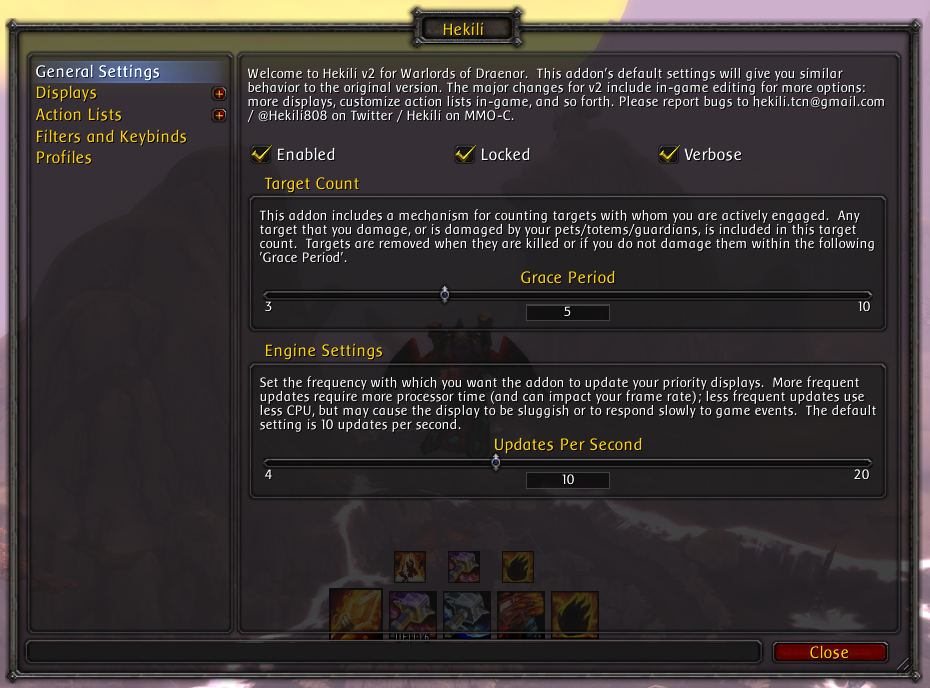 Hekili
General Settings
Displays
Action Lists
Filters and Keybinds
Profiles
Welcome to Hekili v2 for Warlords of Draenor. This addon's default settings will give you similar
behavior to the original version. The major changes for v2 include in-game editing for more options:
more displays, customize action lists in-game, and so forth. Please report bugs to hekili.tcn@gmail.com
/ @Hekili808 on Twitter / Hekili on MMO-C.
Enabled Locked Verbose
Target Count
This addon includes a mechanism for counting targets with whom you are actively engaged. Any
target that you damage, or is damaged by your pets/totems/guardians, is included in this target
count. Targets are removed when they are killed or if you do not damage them within the following
'Grace Period'.
Grace Period
3 5 10
Engine Settings
Set the frequency with which you want the addon to update your priority displays. More frequent
updates require more processor time (and can impact your frame rate); less frequent updates use
less CPU, but may cause the display to be sluggish or to respond slowly to game events. The default
setting is 10 updates per second.
Updates Per Second
4 10 20
Close